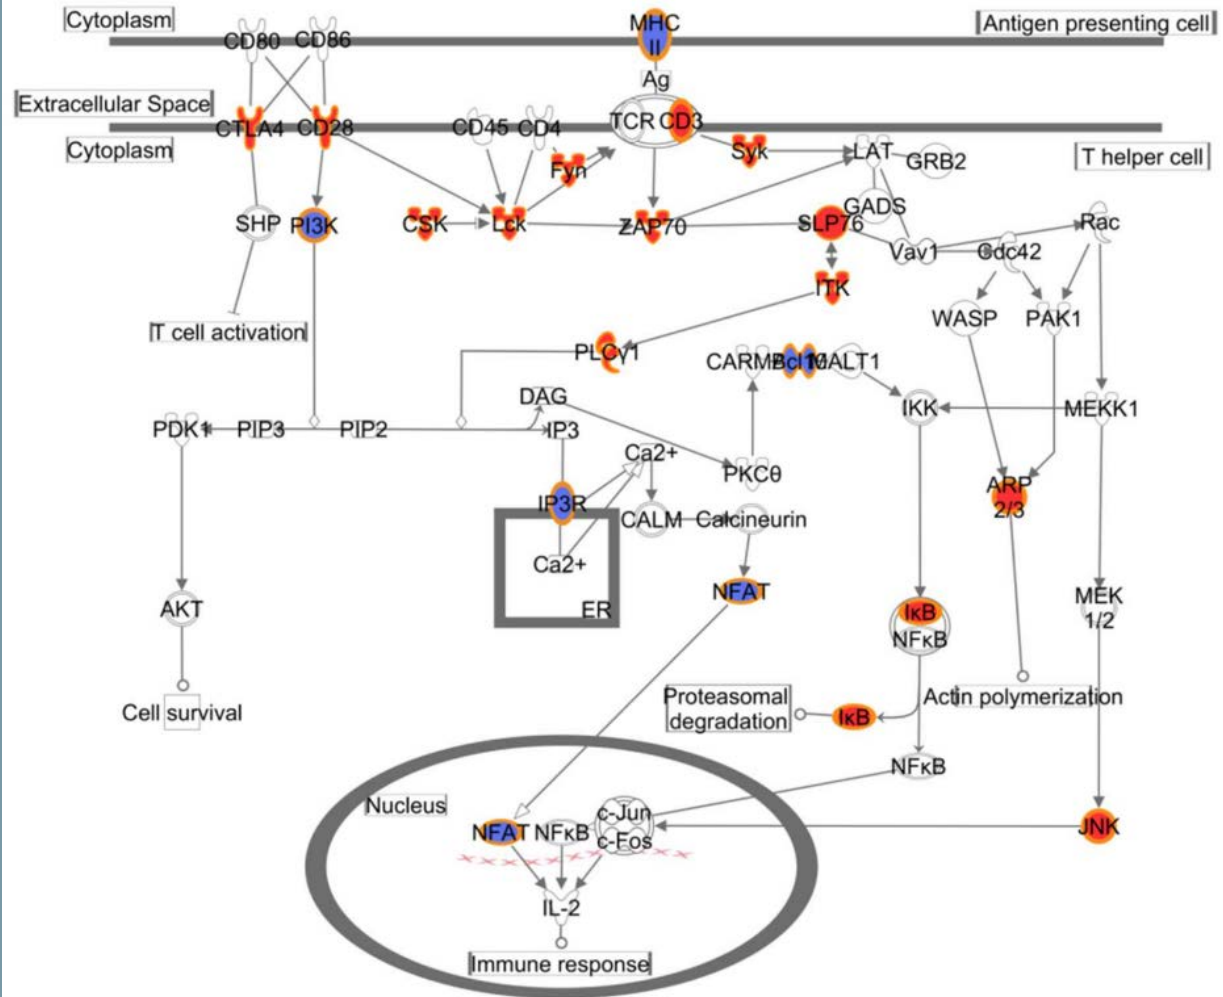 Cytoplasm
CD80
CD86
MHC
II
Antigen presenting cell
Ag
Extracellular Space
CTLA4
CD28
CD45
CD4
TCR
CD3
Cytoplasm
Fyn
Syk
LAT
GRB2
T helper cell
SHP
PI3K
CSK
Lck
ZAP70
SLP76
GADS
Vav1
Cdc42
Rac
ITK
T cell activation
WASP
PAK1
PLCγ1
CARMA
Bcl10
MALT1
DAG
IKK
MEKK1
PDK1
PIP3
PIP2
IP3
Ca2+
PKCθ
IP3R
CALM
Calcineurin
ARP
2/3
Ca2+
ER
NFAT
AKT
IκB
NFκB
MEK
1/2
Cell survival
Proteasomal
degradation
IκB
Actin polymerization
NFκB
Nucleus
NFAT
NFκB
c-Jun
c-Fos
JNK
IL-2
Immune response